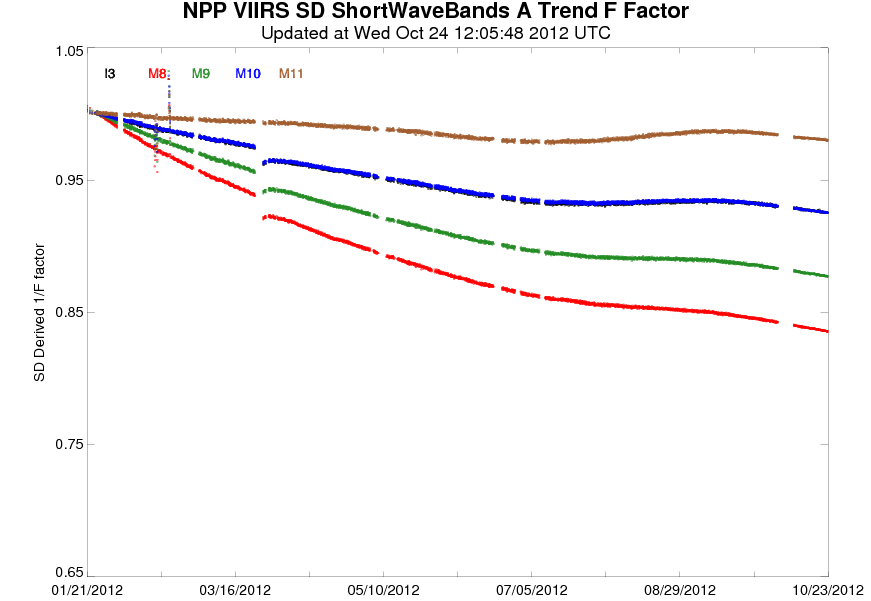 NPP VIIRS SD ShortWaveBands A Trend F Factor
Updated at Wed Oct 24 12:05:48 2012 UTC
1.05
I3 M8 M9 M10 M11
0.95
SD Derived 1/F factor
0.85
0.75
0.65
01/21/2012 03/16/2012 05/10/2012 07/05/2012 08/29/2012 10/23/2012